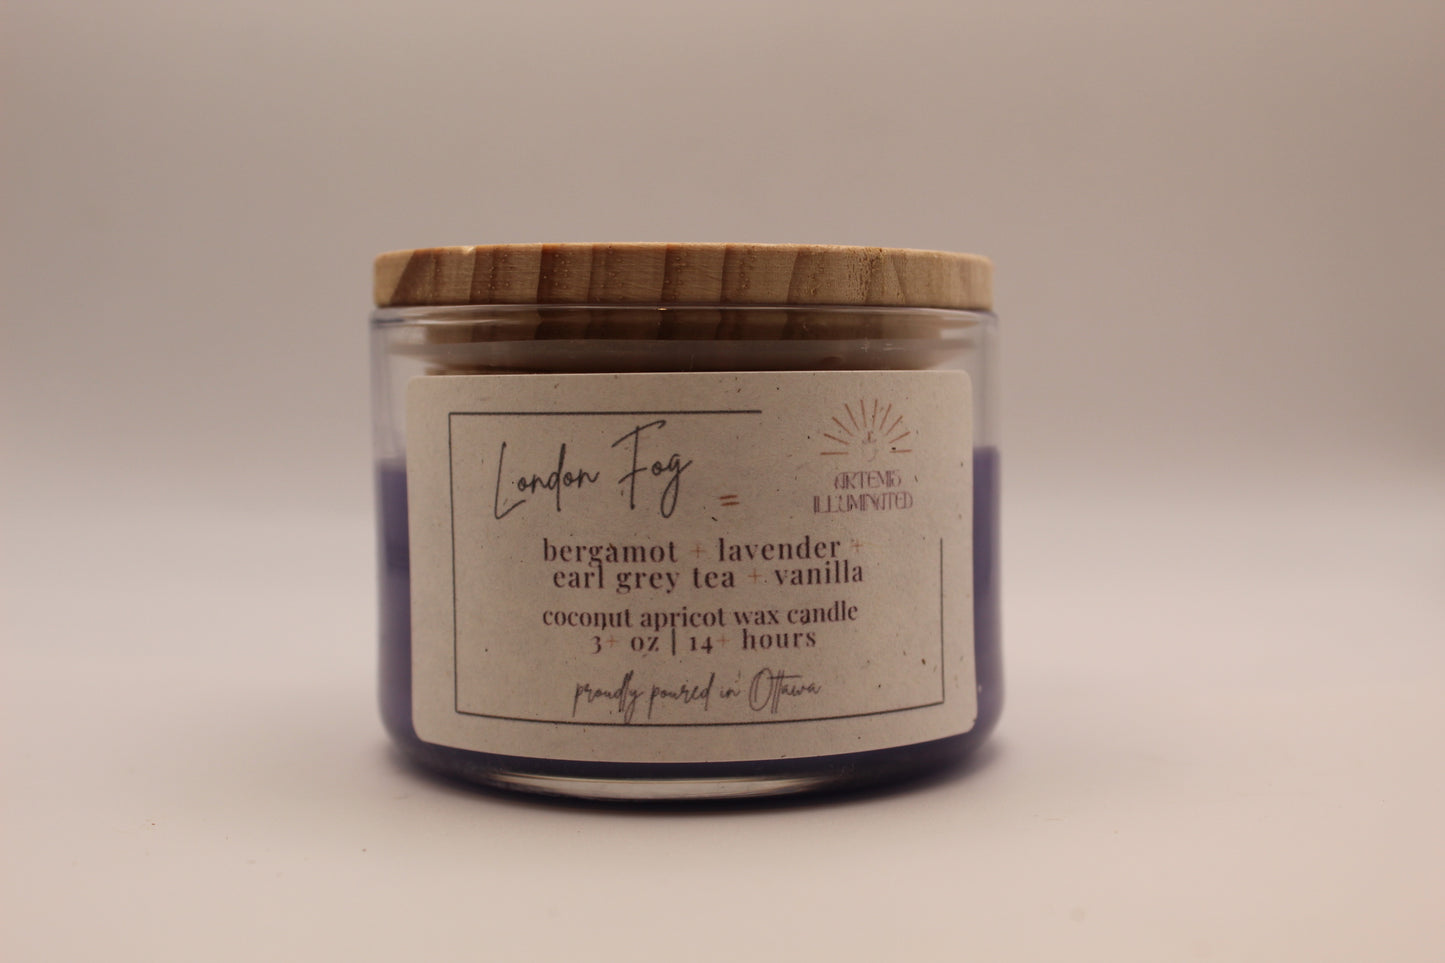 London Fog
=
ARTEMIS
ILLUMINATED
bergamot + lavender +
earl grey tea + vanilla
coconut apricot wax candle
3+ oz | 14+ hours
proudly poured in Ottawa